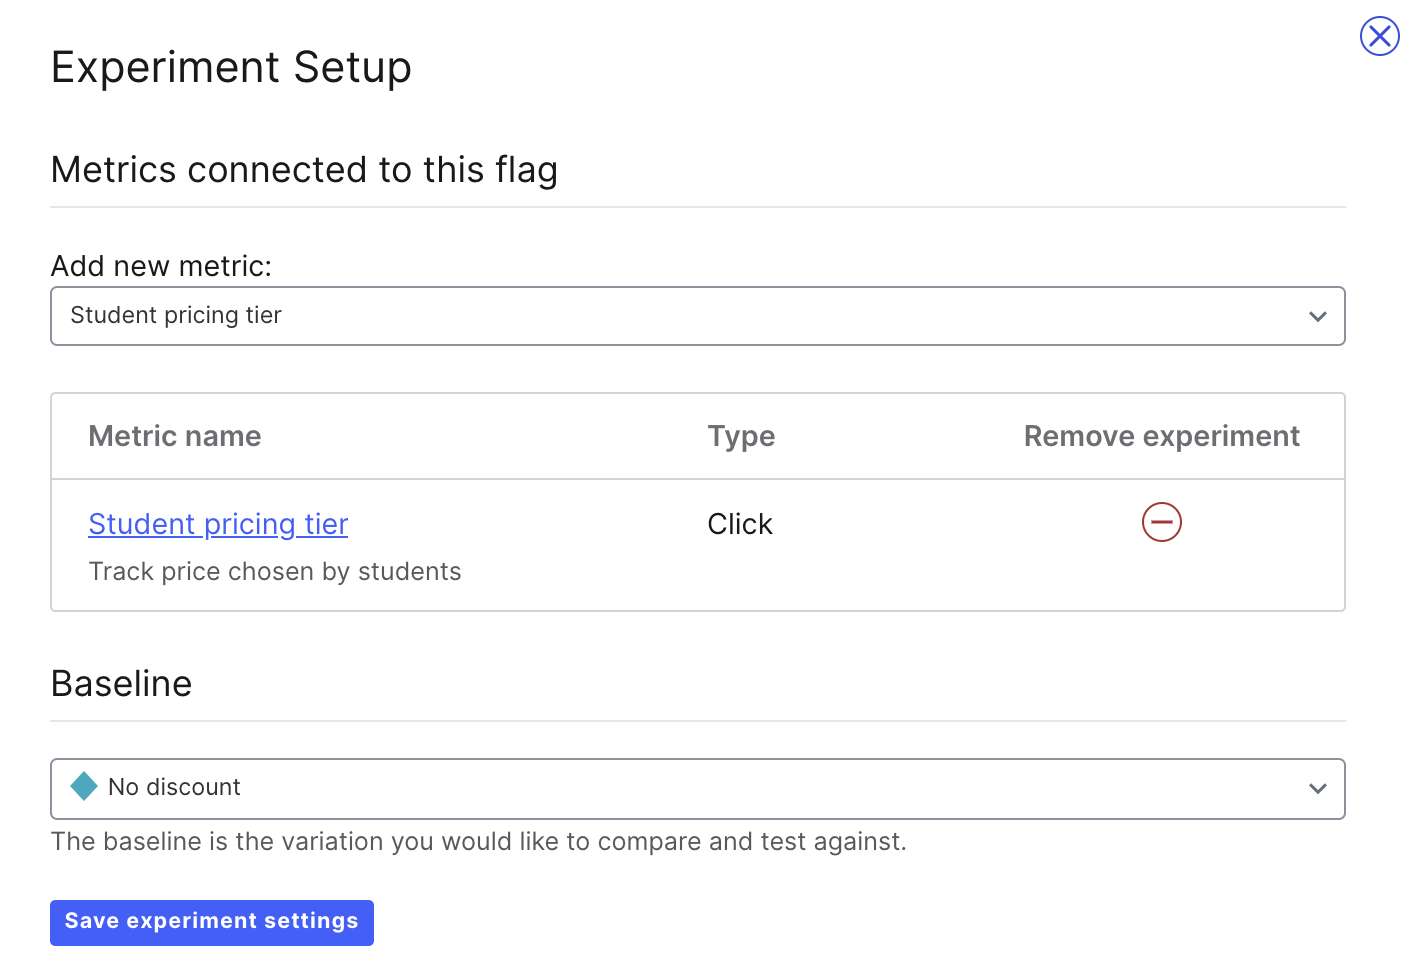 Experiment Setup
Metrics connected to this flag
Add new metric:
Student pricing tier
Metric name Type Remove experiment
Student pricing tier Click
Track price chosen by students
Baseline
No discount
The baseline is the variation you would like to compare and test against.
Save experiment settings